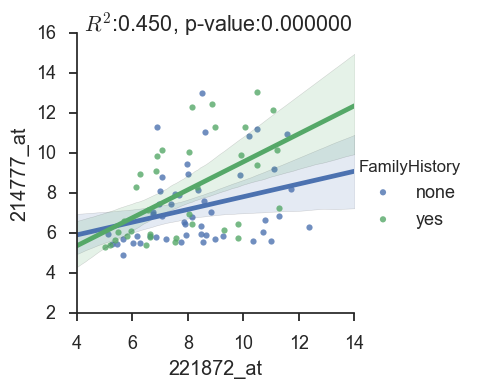 R²:0.450, p-value:0.000000
16
14
12
10
8
6
4
2
214777_at
4 6 8 10 12 14
221872_at
FamilyHistory
none
yes